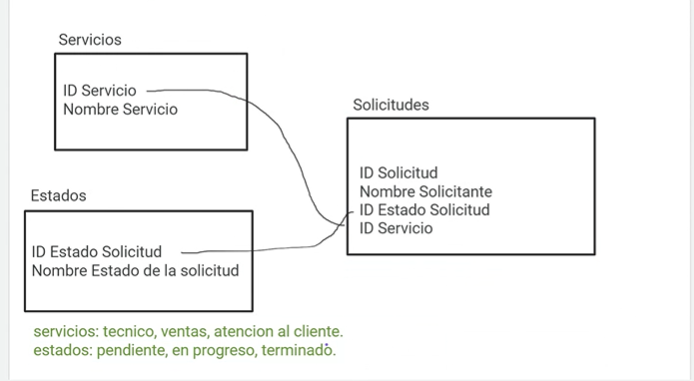 Servicios
ID Servicio
Nombre Servicio
Solicitudes
ID Solicitud
Nombre Solicitante
ID Estado Solicitud
ID Servicio
Estados
ID Estado Solicitud
Nombre Estado de la solicitud
servicios: tecnico, ventas, atencion al cliente.
estados: pendiente, en progreso, terminado.